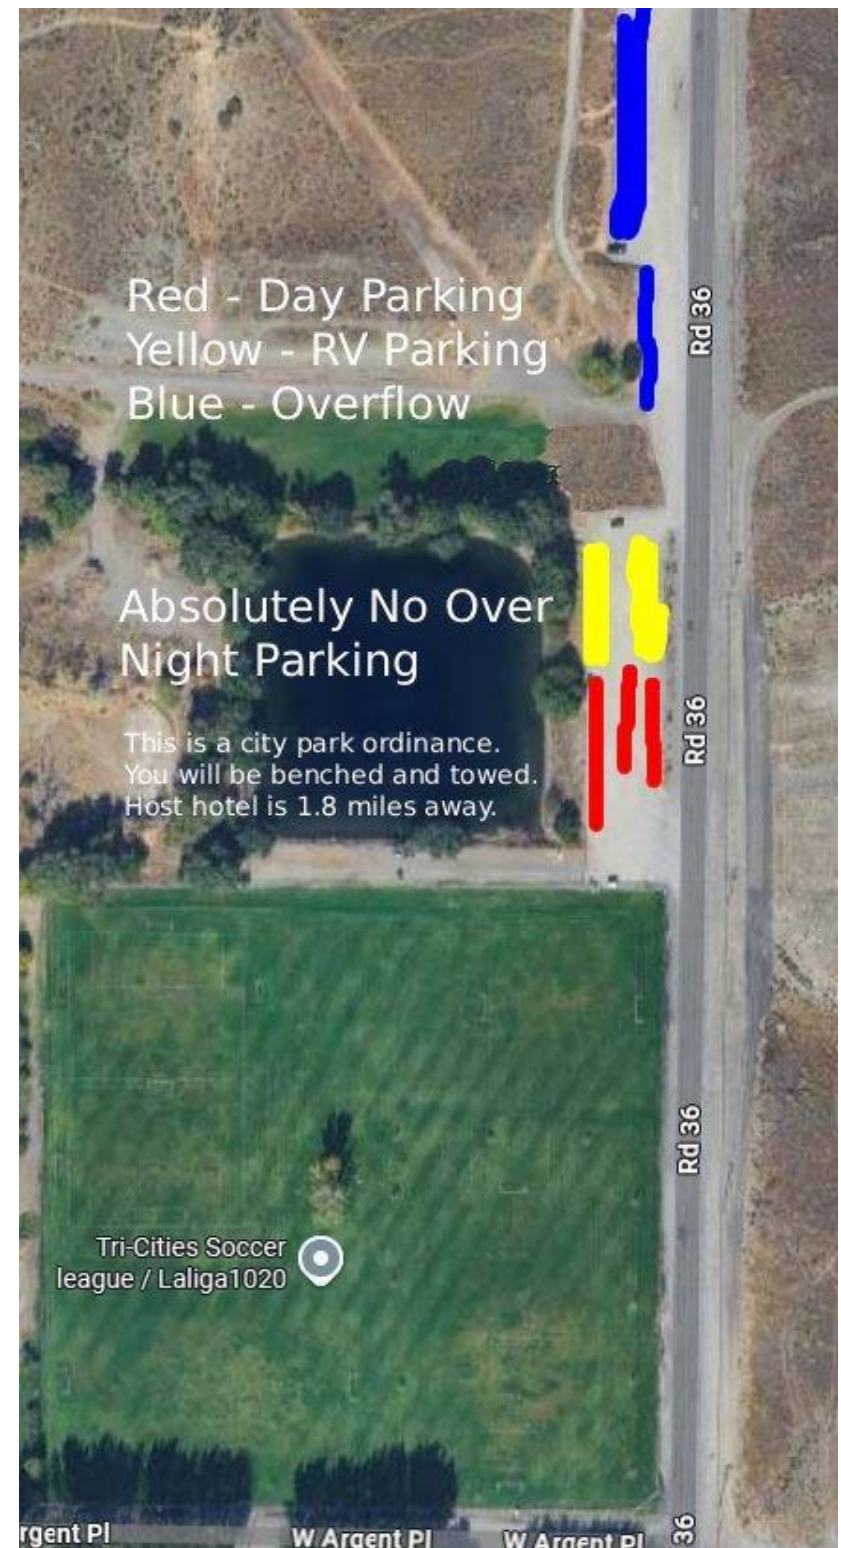 Red - Day Parking
Yellow - RV Parking
Blue - Overflow
Rd 36
Absolutely No Over
Night Parking
This is a city park ordinance.
You will be benched and towed.
Host hotel is 1.8 miles away.
Rd 36
Rd 36
Tri-Cities Soccer
league / Laliga1020
rgent Pl
W Argent Pl
W Argent Pl
36